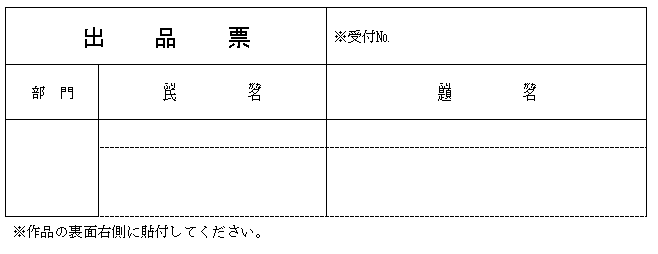 出 品 票
※受付№
部 門 氏 名 題 名
※作品の裏面右側に貼付してください。